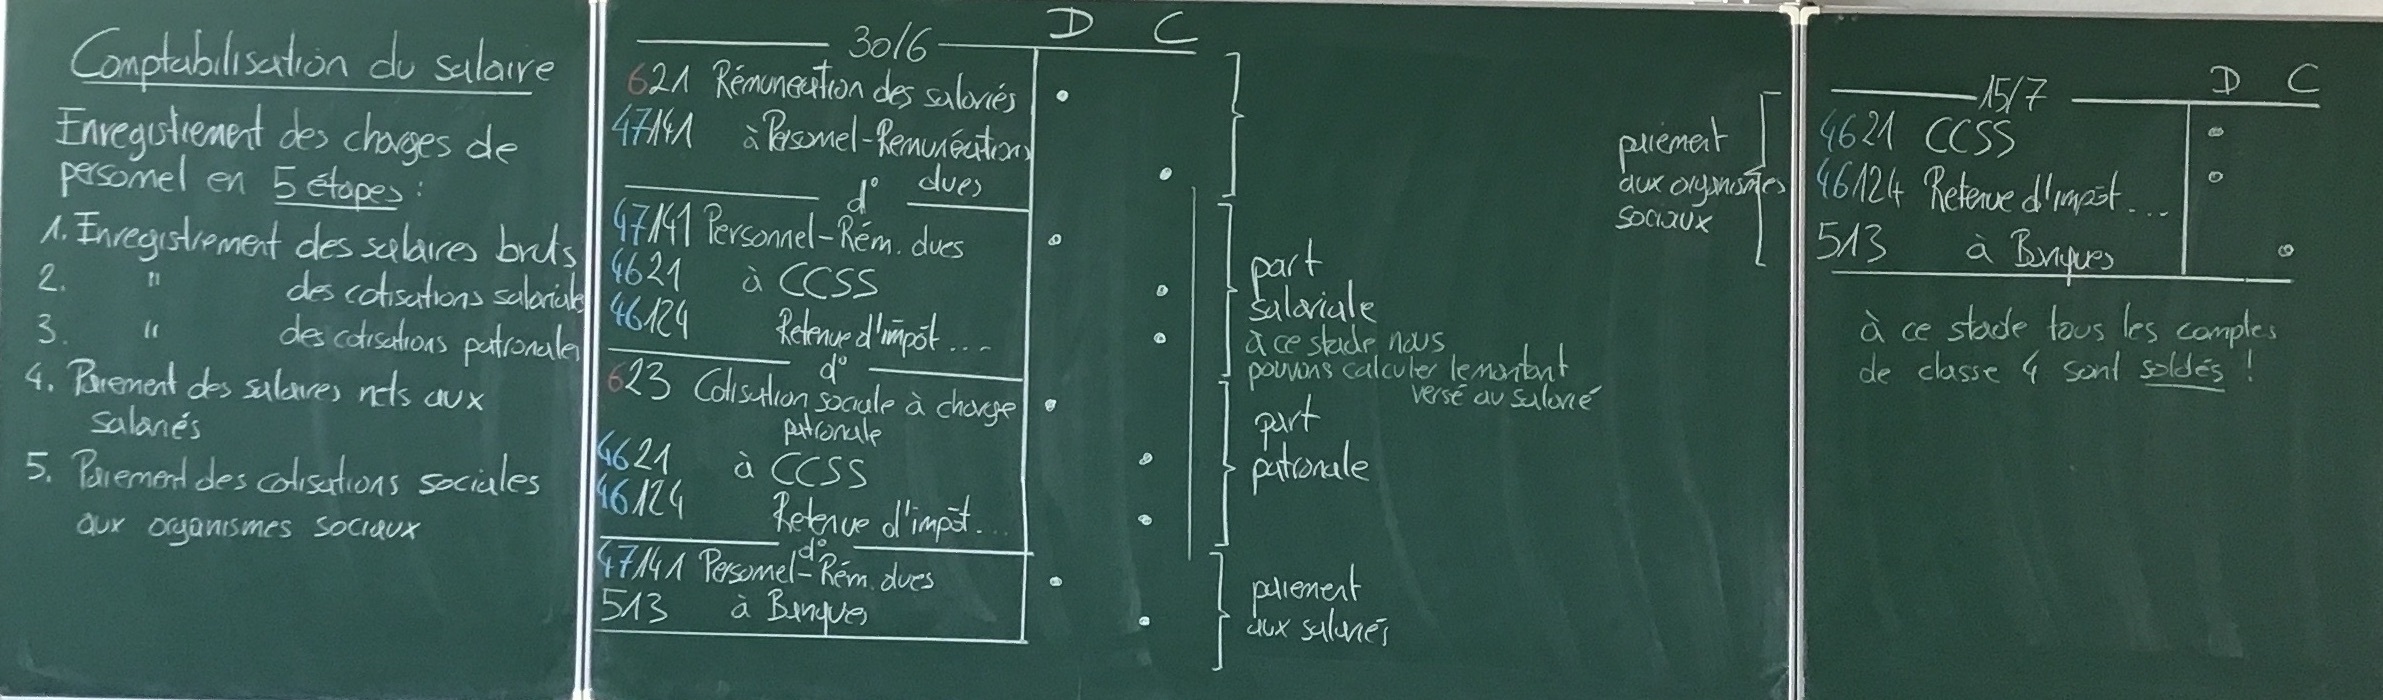 Comptabilisation du salaire
Enregistrement des charges de
personnel en 5 étapes :
1. Enregistrement des salaires bruts
2. " des cotisations salariale
3. " des cotisations patronales
4. Paiement des salaires nets aux
salariés
5. Paiement des cotisations sociales
aux organismes sociaux
D C
30/6
621 Rémunération des salariés
47141 à Personnel-Remunérations
dues
d°
47141 Personnel-Rém. dues
4621 à CCSS
46124 Retenue d'impôt ....
d°
623 Cotisation sociale à charge
patronale
4621 à CCSS
46124 Retenue d'impôt...
d°
47141 Personnel-Rém. dues
513 à Banques
part
salariale
à ce stade nous
pouvons calculer le montant
versé au salarié
part
patronale
paiement
aux salariés
paiement
aux organismes
sociaux
D C
15/7
4621 CCSS
46124 Retenue d'impôt...
513 à Banques
à ce stade tous les comptes
de classe 4 sont soldés !